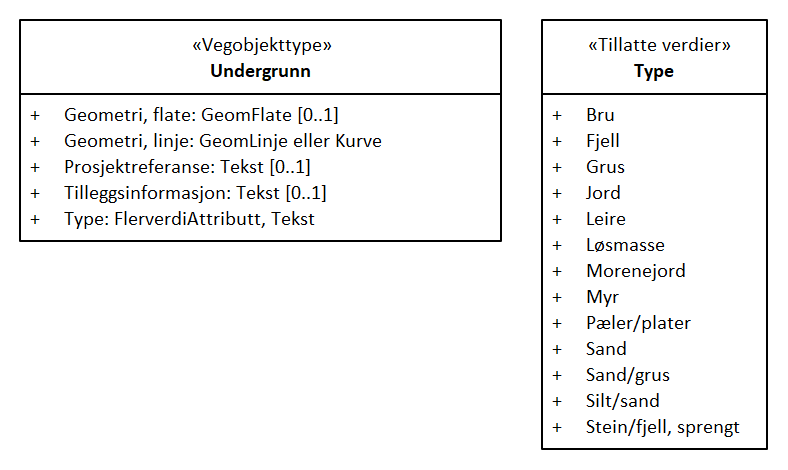 «Vegobjekttype»
Undergrunn
+ Geometri, flate: GeomFlate [0..1]
+ Geometri, linje: GeomLinje eller Kurve
+ Prosjektreferanse: Tekst [0..1]
+ Tilleggsinformasjon: Tekst [0..1]
+ Type: FlerverdiAttributt, Tekst
«Tillatte verdier»
Type
+ Bru
+ Fjell
+ Grus
+ Jord
+ Leire
+ Løsmasse
+ Morenejord
+ Myr
+ Pæler/plater
+ Sand
+ Sand/grus
+ Silt/sand
+ Stein/fjell, sprengt